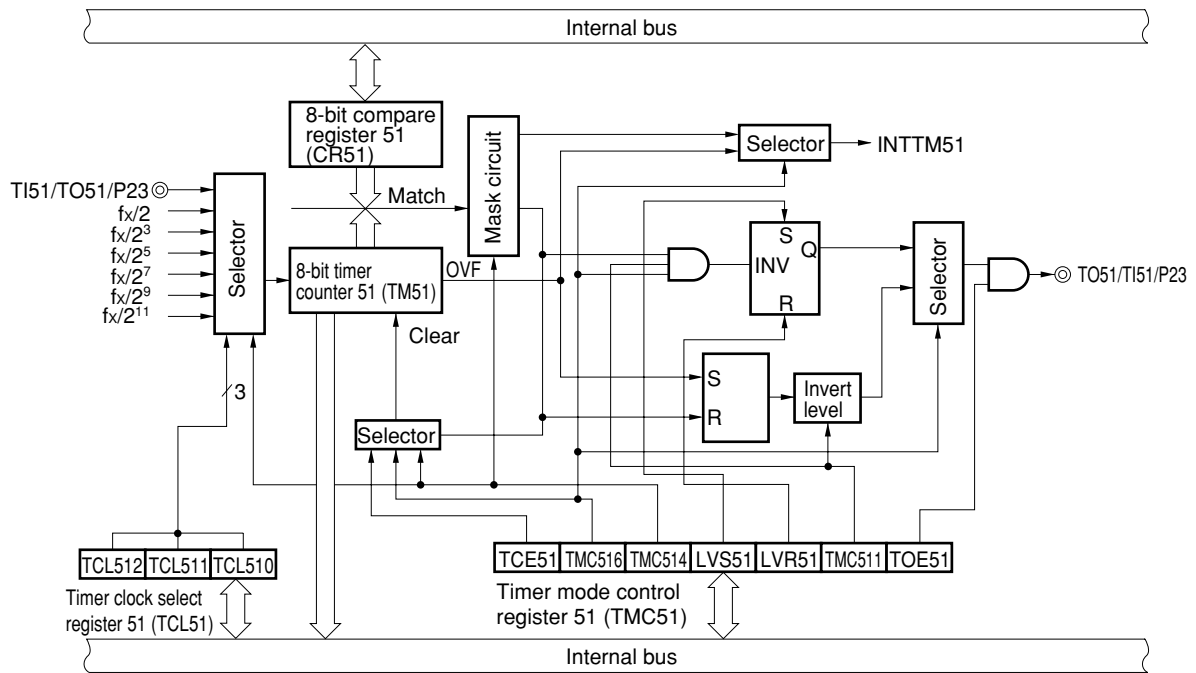 Internal bus
8-bit compare
register 51
(CR51)
Mask circuit
Selector
INTTM51
TI51/TO51/P23
Match
fx/2
fx/2³
fx/2⁵
fx/2⁷
fx/2⁹
fx/2¹¹
Selector
8-bit timer
counter 51 (TM51)
OVF
S
Q
INV
R
Selector
TO51/TI51/P23
Clear
3
S
R
Invert
level
Selector
TCE51
TMC516
TMC514
LVS51
LVR51
TMC511
TOE51
TCL512
TCL511
TCL510
Timer clock select
register 51 (TCL51)
Timer mode control
register 51 (TMC51)
Internal bus